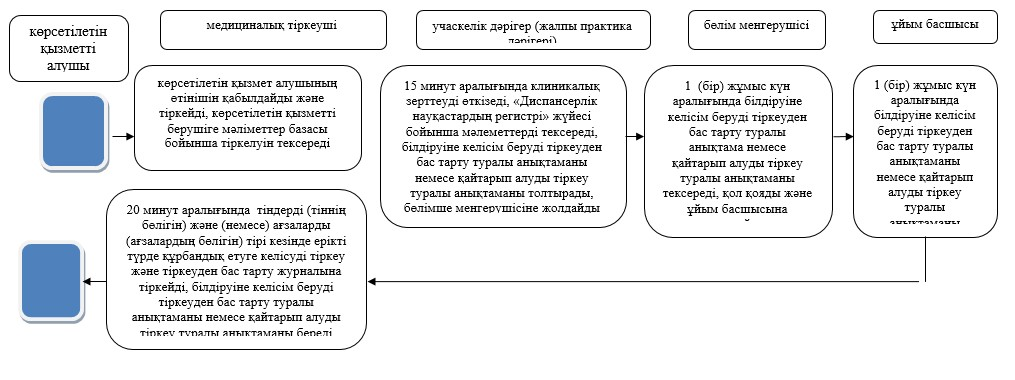 көрсетілетін
қызметті
алушы
медициналық тіркеуші
учаскелік дәрігер (жалпы практика
дәрігері)
бөлім меңгерушісі
ұйым басшысы
көрсетілетін қызмет алушының
өтінішін қабылдайды және
тіркейді, көрсетілетін қызметті
берушіге мәліметтер базасы
бойынша тіркелуін тексереді
15 минут аралығында клиникалық
зерттеуді өткізеді, «Диспансерлік
науқастардың регистрі» жүйесі
бойынша мәлеметтерді тексереді,
білдіруіне келісім беруді тіркеуден
бас тарту туралы анықтаманы
немесе қайтарып алуды тіркеу
туралы анықтаманы толтырады,
бөлімше меңгерушісіне жолдайды
1 (бір) жұмыс күн
аралығында білдіруіне
келісім беруді тіркеуден
бас тарту туралы
анықтама немесе
қайтарып алуды тіркеу
туралы анықтаманы
тексереді, қол қояды және
ұйым басшысына
1 (бір) жұмыс күн
аралығында
білдіруіне келісім
беруді тіркеуден
бас тарту туралы
анықтаманы
немесе қайтарып
алуды тіркеу
туралы
анықтаманы
20 минут аралығында тіндерді (тіннің
бөлігін) және (немесе) ағзаларды
(ағзалардың бөлігін) тірі кезінде ерікті
түрде құрбандық етуге келісуді тіркеу
және тіркеуден бас тарту журналына
тіркейді, білдіруіне келісім беруді
тіркеуден бас тарту туралы
анықтаманы немесе қайтарып алуды
тіркеу туралы анықтаманы береді